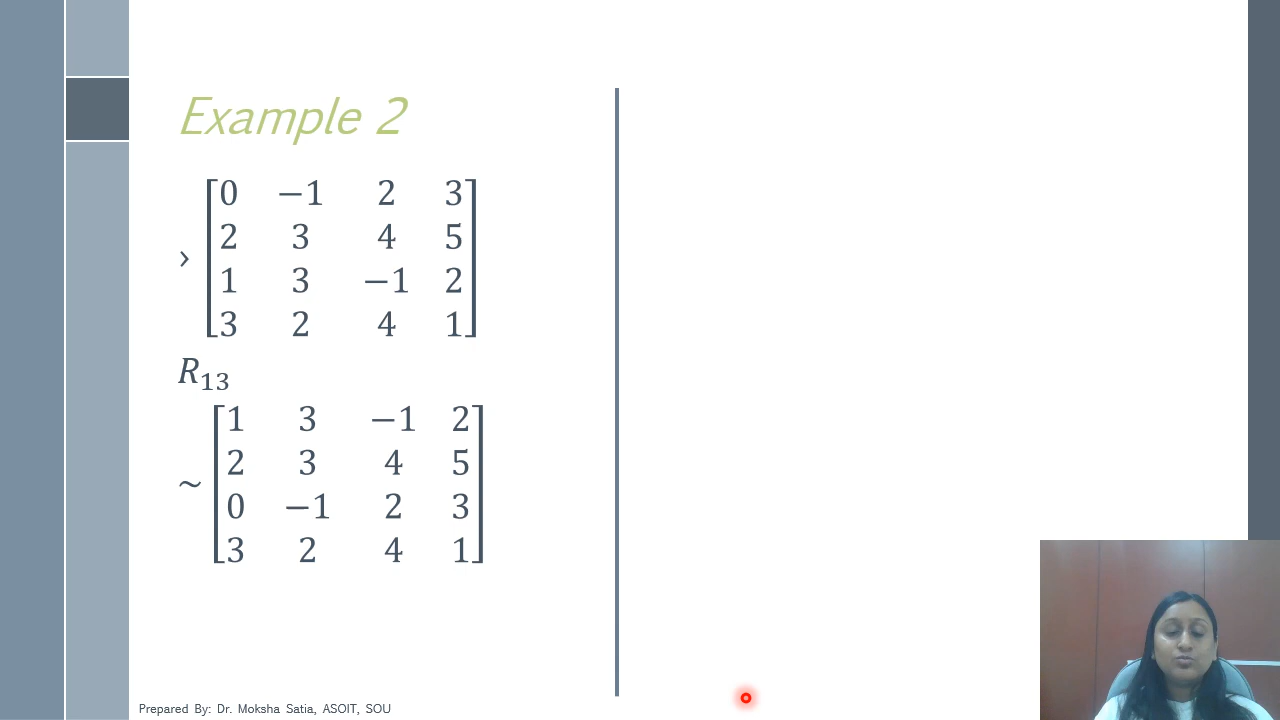 Example 2
› [0 −1 2 3
2 3 4 5
1 3 −1 2
3 2 4 1]
R₁₃
~ [1 3 −1 2
2 3 4 5
0 −1 2 3
3 2 4 1]
Prepared By: Dr. Moksha Satia, ASOIT, SOU